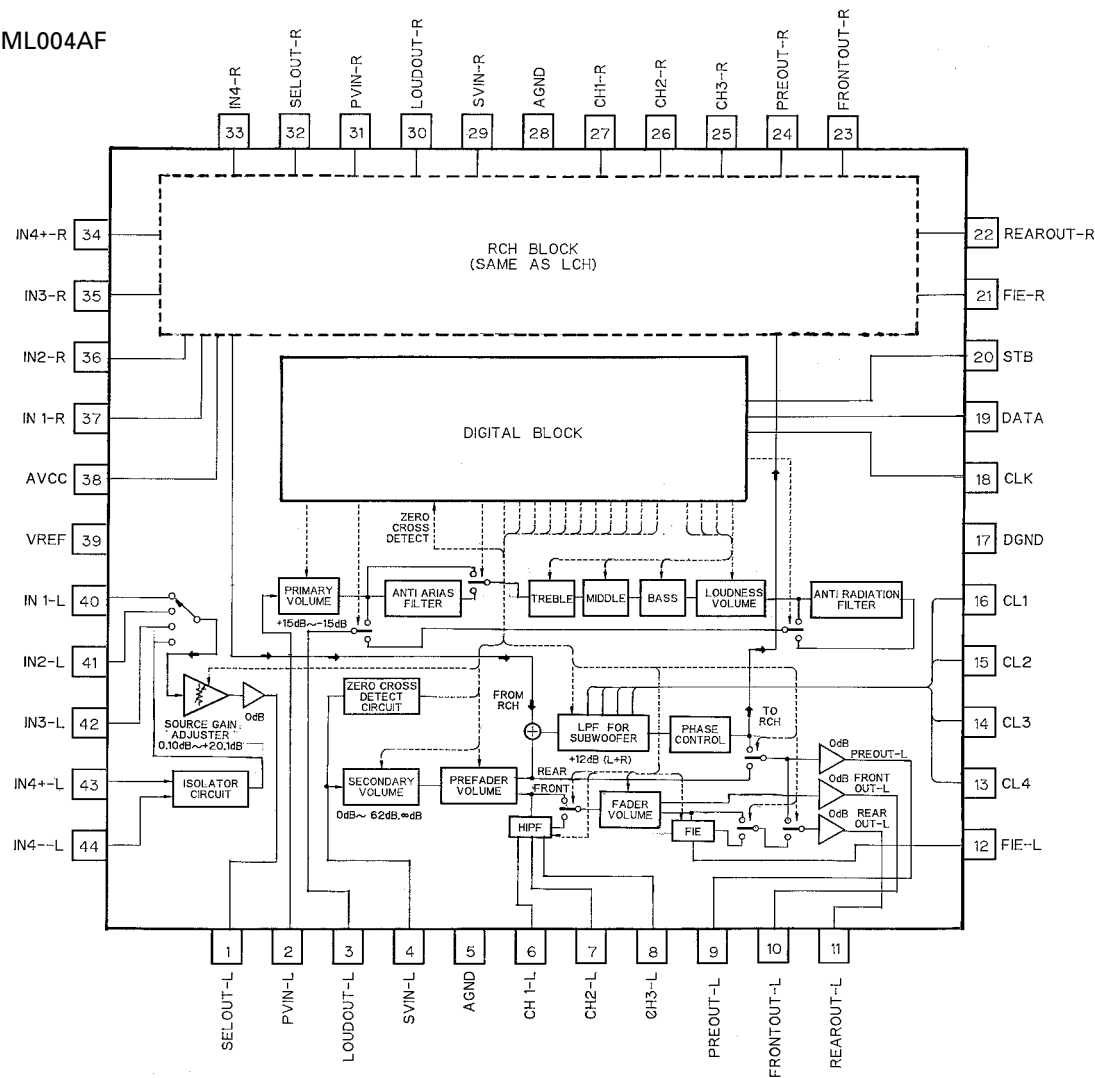 ML004AF
IN4-R
SELOUT-R
PVIN-R
LOUDOUT-R
SVIN-R
AGND
CH1-R
CH2-R
CH3-R
PREOUT-R
FRONTOUT-R
33
32
31
30
29
28
27
26
25
24
23
IN4+-R 34
IN3-R 35
IN2-R 36
IN 1-R 37
AVCC 38
VREF 39
IN 1-L 40
IN2-L 41
IN3-L 42
IN4+-L 43
IN4--L 44
22 REAROUT-R
21 FIE-R
20 STB
19 DATA
18 CLK
17 DGND
16 CL1
15 CL2
14 CL3
13 CL4
12 FIE-L
RCH BLOCK
(SAME AS LCH)
DIGITAL BLOCK
ZERO
CROSS
DETECT
PRIMARY
VOLUME
+15dB～-15dB
ANTI ARIAS
FILTER
TREBLE
MIDDLE
BASS
LOUDNESS
VOLUME
ANTI RADIATION
FILTER
SOURCE GAIN
ADJUSTER
0.10dB～+20.1dB
0dB
ISOLATOR
CIRCUIT
ZERO CROSS
DETECT
CIRCUIT
FROM
RCH
LPF FOR
SUBWOOFER
+12dB (L+R)
PHASE
CONTROL
TO
RCH
SECONDARY
VOLUME
0dB～ 62dB,∞dB
PREFADER
VOLUME
REAR
FRONT
HIPF
FADER
VOLUME
FIE
0dB
PREOUT-L
0dB FRONT
OUT-L
0dB REAR
OUT-L
1
2
3
4
5
6
7
8
9
10
11
SELOUT-L
PVIN-L
LOUDOUT-L
SVIN-L
AGND
CH 1-L
CH2-L
CH3-L
PREOUT-L
FRONTOUT-L
REAROUT-L